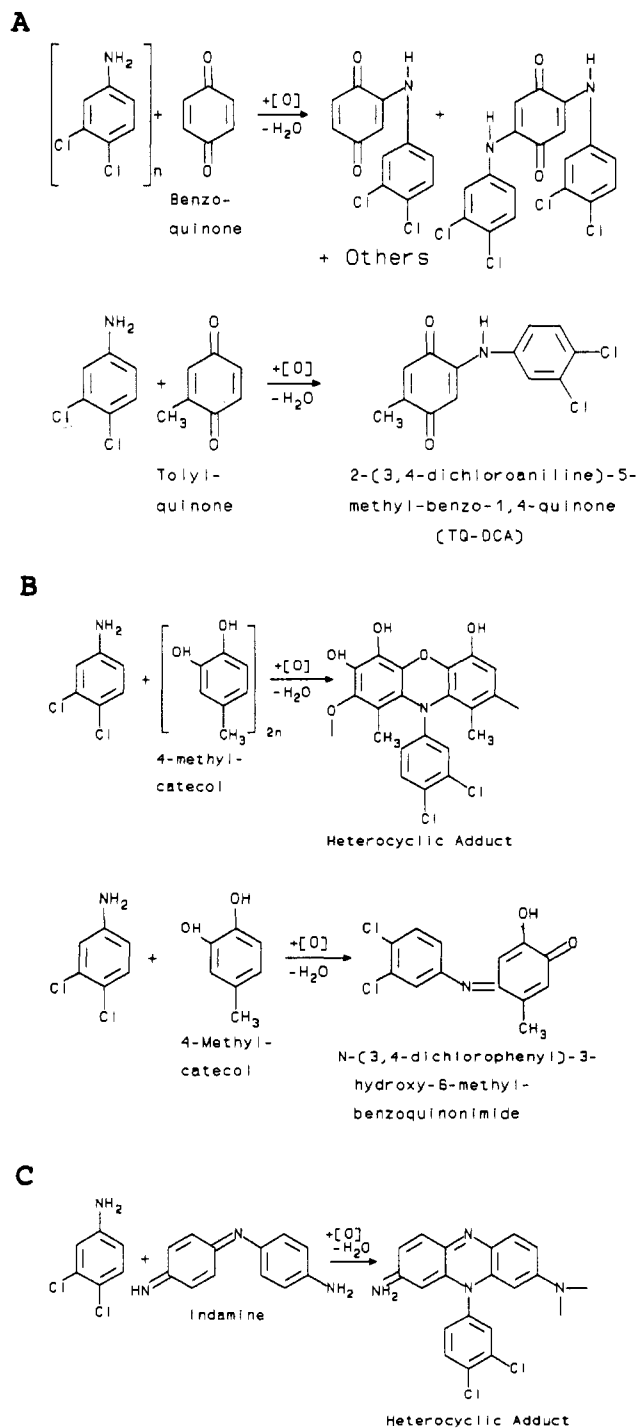 A
NH2
Cl
Cl
n
+
O
O
Benzo-
quinone
+[O]
-H2O
O
O
H
N
Cl
Cl
+
O
O
H
N
H
N
Cl
Cl
Cl
Cl
+ Others
NH2
Cl
Cl
+
O
CH3
O
Tolyl-
quinone
+[O]
-H2O
O
H
N
Cl
Cl
CH3
O
2-(3,4-dichloroaniline)-5-
methyl-benzo-1,4-quinone
(TQ-DCA)
B
NH2
Cl
Cl
+
OH
HO
CH3
2n
4-methyl-
catecol
+[O]
-H2O
OH
OH
O
OH
O
N
CH3
CH3
Cl
Cl
Heterocyclic Adduct
NH2
Cl
Cl
+
OH
HO
CH3
4-Methyl-
catecol
+[O]
-H2O
Cl
Cl
N
OH
O
CH3
N-(3,4-dichlorophenyl)-3-
hydroxy-6-methyl-
benzoquinonimide
C
NH2
Cl
Cl
+
N
HN
NH2
Indamine
+[O]
-H2O
N
NH2
N
N
Cl
Cl
Heterocyclic Adduct